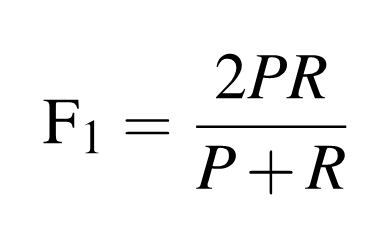 F₁ = 2PR / P + R